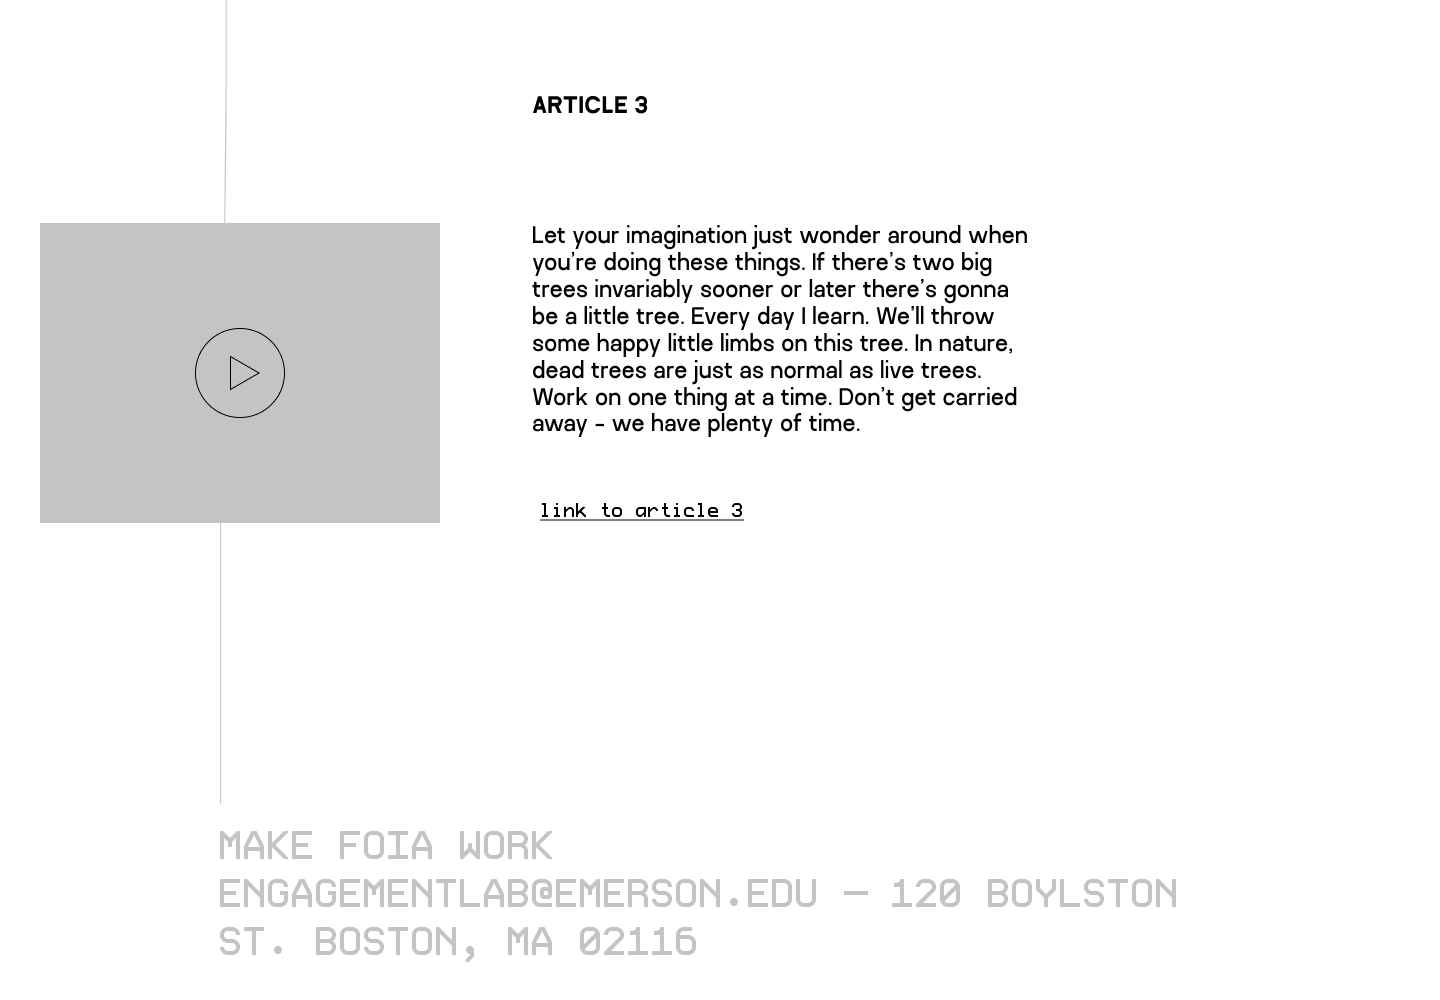 ARTICLE 3
Let your imagination just wonder around when
you’re doing these things. If there’s two big
trees invariably sooner or later there’s gonna
be a little tree. Every day I learn. We’ll throw
some happy little limbs on this tree. In nature,
dead trees are just as normal as live trees.
Work on one thing at a time. Don’t get carried
away – we have plenty of time.
link to article 3
MAKE FOIA WORK
ENGAGEMENTLAB@EMERSON.EDU — 120 BOYLSTON
ST. BOSTON, MA 02116